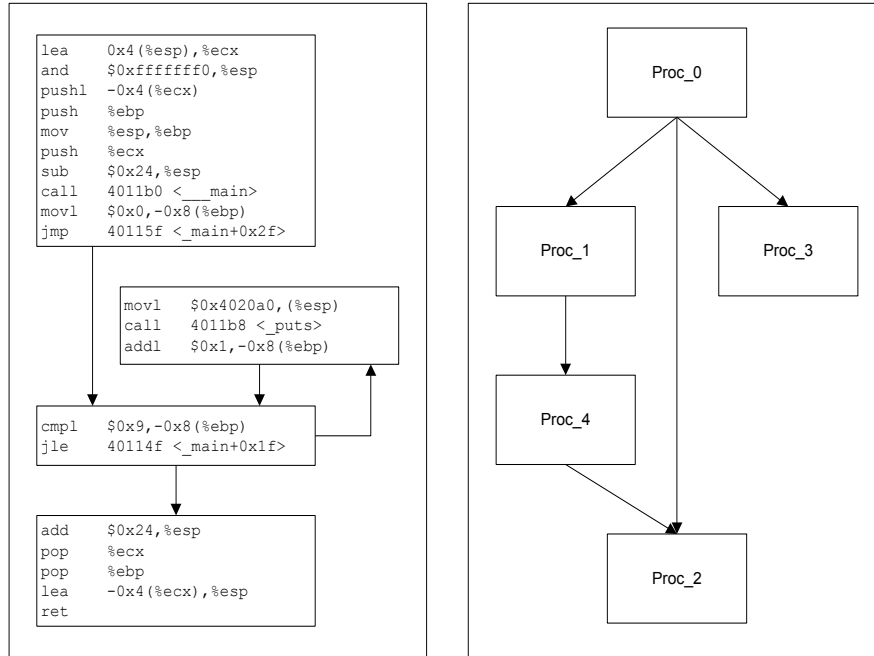 lea 0x4(%esp),%ecx
and $0xfffffff0,%esp
pushl -0x4(%ecx)
push %ebp
mov %esp,%ebp
push %ecx
sub $0x24,%esp
call 4011b0 <___main>
movl $0x0,-0x8(%ebp)
jmp 40115f <_main+0x2f>
movl $0x4020a0,(%esp)
call 4011b8 <_puts>
addl $0x1,-0x8(%ebp)
cmpl $0x9,-0x8(%ebp)
jle 40114f <_main+0x1f>
add $0x24,%esp
pop %ecx
pop %ebp
lea -0x4(%ecx),%esp
ret
Proc_0
Proc_1
Proc_3
Proc_4
Proc_2